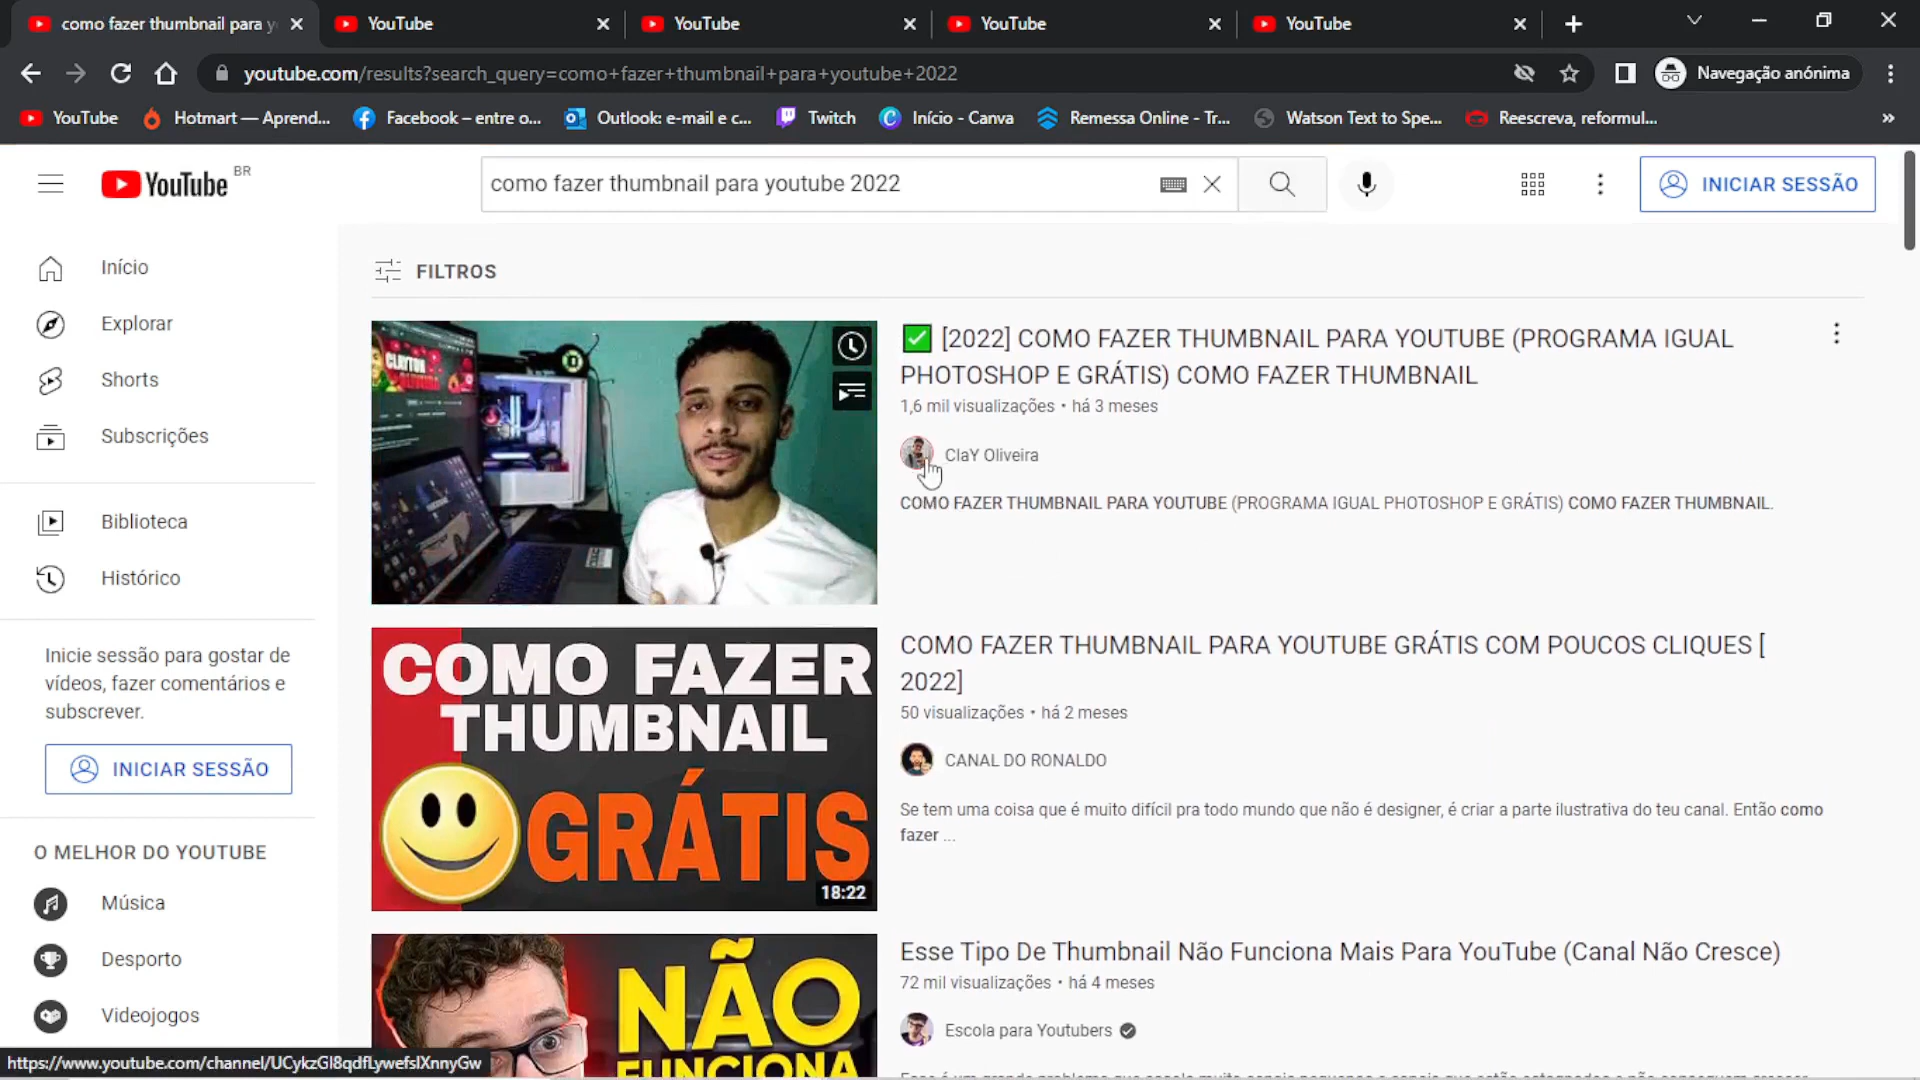 como fazer thumbnail para y
YouTube
YouTube
YouTube
YouTube
youtube.com/results?search_query=como+fazer+thumbnail+para+youtube+2022
Navegação anónima
YouTube
Hotmart — Aprend...
Facebook – entre o...
Outlook: e-mail e c...
Twitch
Início - Canva
Remessa Online - Tr...
Watson Text to Spe...
Reescreva, reformul...
YouTube BR
como fazer thumbnail para youtube 2022
INICIAR SESSÃO
Início
Explorar
Shorts
Subscrições
Biblioteca
Histórico
Inicie sessão para gostar de
vídeos, fazer comentários e
subscrever.
INICIAR SESSÃO
O MELHOR DO YOUTUBE
Música
Desporto
Videojogos
FILTROS
✅ [2022] COMO FAZER THUMBNAIL PARA YOUTUBE (PROGRAMA IGUAL
PHOTOSHOP E GRÁTIS) COMO FAZER THUMBNAIL
1,6 mil visualizações • há 3 meses
ClaY Oliveira
COMO FAZER THUMBNAIL PARA YOUTUBE (PROGRAMA IGUAL PHOTOSHOP E GRÁTIS) COMO FAZER THUMBNAIL.
COMO FAZER
THUMBNAIL
GRÁTIS
18:22
COMO FAZER THUMBNAIL PARA YOUTUBE GRÁTIS COM POUCOS CLIQUES [
2022]
50 visualizações • há 2 meses
CANAL DO RONALDO
Se tem uma coisa que é muito difícil pra todo mundo que não é designer, é criar a parte ilustrativa do teu canal. Então como
fazer ...
NÃO
FUNCIONA
Esse Tipo De Thumbnail Não Funciona Mais Para YouTube (Canal Não Cresce)
72 mil visualizações • há 4 meses
Escola para Youtubers
https://www.youtube.com/channel/UCykzGl8qdfLywefsIXnnyGw